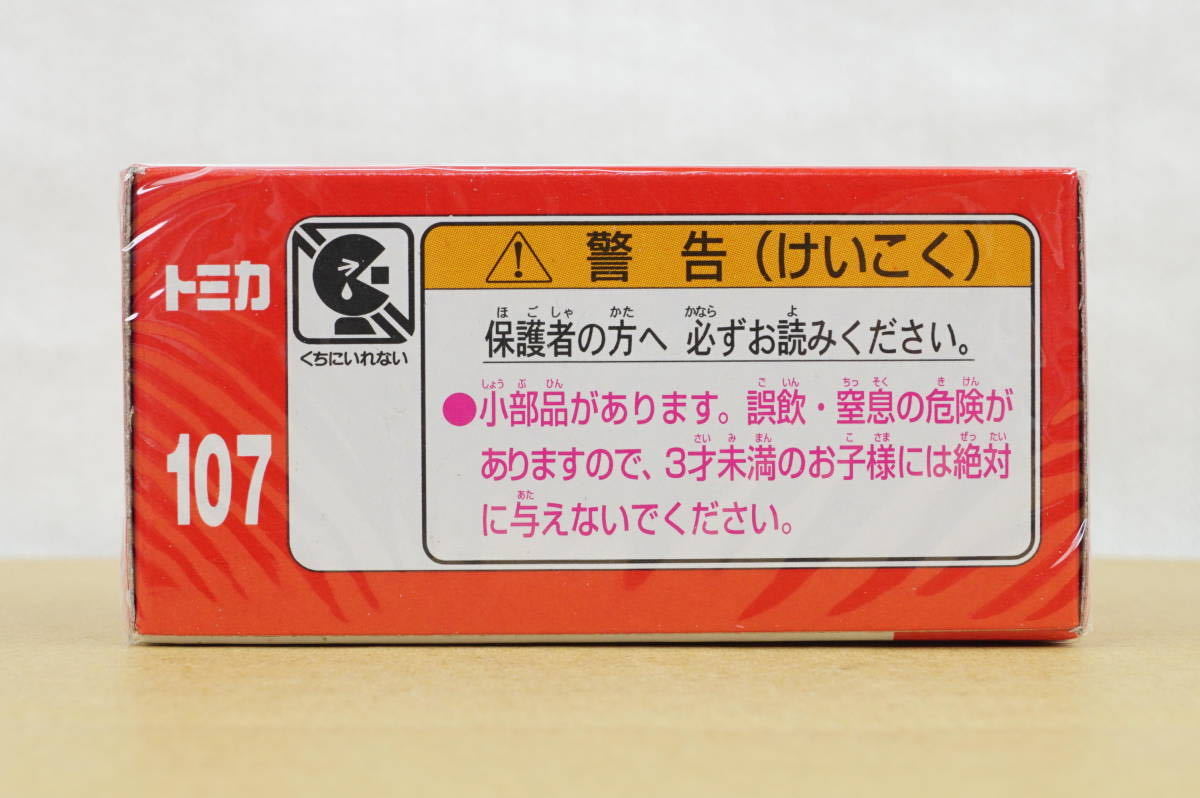 トミカ
107
くちにいれない
警告（けいこく）
ほ ご しゃ かた かなら よ
保護者の方へ 必ずお読みください。
しょう ぶ ひん ご いん ちっ そく き けん
●小部品があります。誤飲・窒息の危険が
さい み まん こ さま ぜっ たい
ありますので、3才未満のお子様には絶対
あた
に与えないでください。